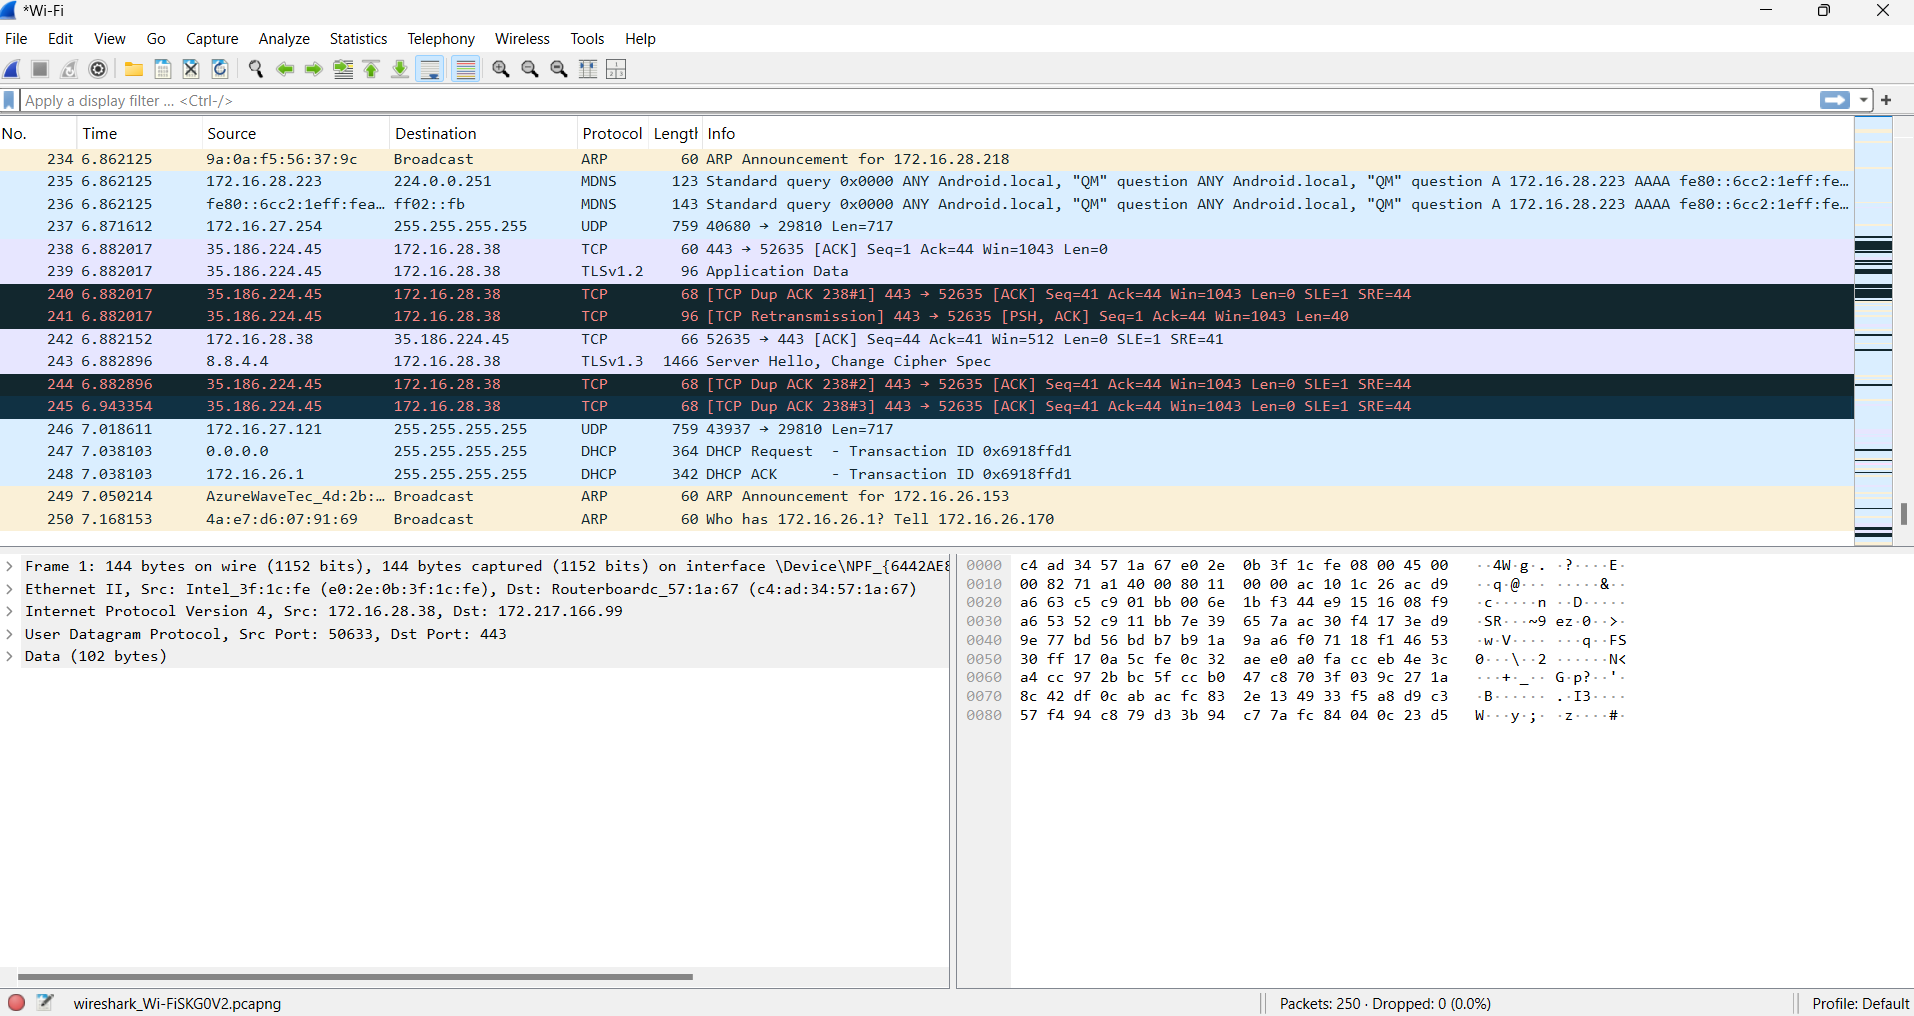 *Wi-Fi
File Edit View Go Capture Analyze Statistics Telephony Wireless Tools Help
Apply a display filter ... <Ctrl-/>
No. Time Source Destination Protocol Length Info
234 6.862125 9a:0a:f5:56:37:9c Broadcast ARP 60 ARP Announcement for 172.16.28.218
235 6.862125 172.16.28.223 224.0.0.251 MDNS 123 Standard query 0x0000 ANY Android.local, "QM" question ANY Android.local, "QM" question A 172.16.28.223 AAAA fe80::6cc2:1eff:fe…
236 6.862125 fe80::6cc2:1eff:fea… ff02::fb MDNS 143 Standard query 0x0000 ANY Android.local, "QM" question ANY Android.local, "QM" question A 172.16.28.223 AAAA fe80::6cc2:1eff:fe…
237 6.871612 172.16.27.254 255.255.255.255 UDP 759 40680 → 29810 Len=717
238 6.882017 35.186.224.45 172.16.28.38 TCP 60 443 → 52635 [ACK] Seq=1 Ack=44 Win=1043 Len=0
239 6.882017 35.186.224.45 172.16.28.38 TLSv1.2 96 Application Data
240 6.882017 35.186.224.45 172.16.28.38 TCP 68 [TCP Dup ACK 238#1] 443 → 52635 [ACK] Seq=41 Ack=44 Win=1043 Len=0 SLE=1 SRE=44
241 6.882017 35.186.224.45 172.16.28.38 TCP 96 [TCP Retransmission] 443 → 52635 [PSH, ACK] Seq=1 Ack=44 Win=1043 Len=40
242 6.882152 172.16.28.38 35.186.224.45 TCP 66 52635 → 443 [ACK] Seq=44 Ack=41 Win=512 Len=0 SLE=1 SRE=41
243 6.882896 8.8.4.4 172.16.28.38 TLSv1.3 1466 Server Hello, Change Cipher Spec
244 6.882896 35.186.224.45 172.16.28.38 TCP 68 [TCP Dup ACK 238#2] 443 → 52635 [ACK] Seq=41 Ack=44 Win=1043 Len=0 SLE=1 SRE=44
245 6.943354 35.186.224.45 172.16.28.38 TCP 68 [TCP Dup ACK 238#3] 443 → 52635 [ACK] Seq=41 Ack=44 Win=1043 Len=0 SLE=1 SRE=44
246 7.018611 172.16.27.121 255.255.255.255 UDP 759 43937 → 29810 Len=717
247 7.038103 0.0.0.0 255.255.255.255 DHCP 364 DHCP Request - Transaction ID 0x6918ffd1
248 7.038103 172.16.26.1 255.255.255.255 DHCP 342 DHCP ACK - Transaction ID 0x6918ffd1
249 7.050214 AzureWaveTec_4d:2b:… Broadcast ARP 60 ARP Announcement for 172.16.26.153
250 7.168153 4a:e7:d6:07:91:69 Broadcast ARP 60 Who has 172.16.26.1? Tell 172.16.26.170
Frame 1: 144 bytes on wire (1152 bits), 144 bytes captured (1152 bits) on interface \Device\NPF_{6442AE8
Ethernet II, Src: Intel_3f:1c:fe (e0:2e:0b:3f:1c:fe), Dst: Routerboardc_57:1a:67 (c4:ad:34:57:1a:67)
Internet Protocol Version 4, Src: 172.16.28.38, Dst: 172.217.166.99
User Datagram Protocol, Src Port: 50633, Dst Port: 443
Data (102 bytes)
0000 c4 ad 34 57 1a 67 e0 2e 0b 3f 1c fe 08 00 45 00 ··4W·g·. ·?····E·
0010 00 82 71 a1 40 00 80 11 00 00 ac 10 1c 26 ac d9 ··q·@··· ·····&··
0020 a6 63 c5 c9 01 bb 00 6e 1b f3 44 e9 15 16 08 f9 ·c·····n ··D·····
0030 a6 53 52 c9 11 bb 7e 39 65 7a ac 30 f4 17 3e d9 ·SR···~9 ez·0··>·
0040 9e 77 bd 56 bd b7 b9 1a 9a a6 f0 71 18 f1 46 53 ·w·V···· ···q··FS
0050 30 ff 17 0a 5c fe 0c 32 ae e0 a0 fa cc eb 4e 3c 0···\··2 ······N<
0060 a4 cc 97 2b bc 5f cc b0 47 c8 70 3f 03 9c 27 1a ···+·_·· G·p?··'·
0070 8c 42 df 0c ab ac fc 83 2e 13 49 33 f5 a8 d9 c3 ·B······ .·I3····
0080 57 f4 94 c8 79 d3 3b 94 c7 7a fc 84 04 0c 23 d5 W···y·;· ·z····#·
wireshark_Wi-FiSKG0V2.pcapng Packets: 250 · Dropped: 0 (0.0%) Profile: Default